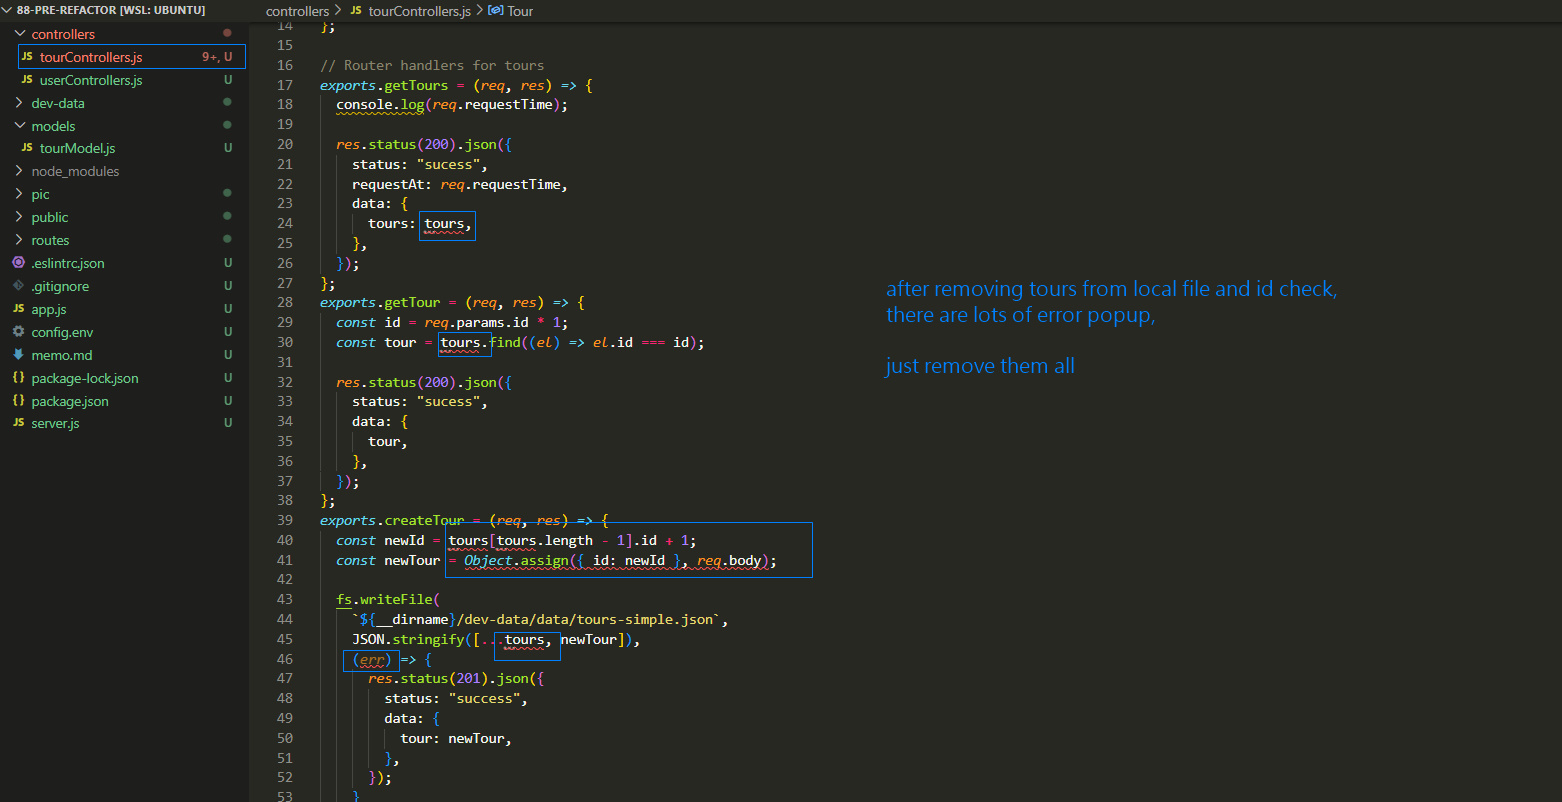 88-PRE-REFACTOR [WSL: UBUNTU]
controllers
JS tourControllers.js 9+, U
JS userControllers.js U
dev-data
models
JS tourModel.js U
node_modules
pic
public
routes
.eslintrc.json U
.gitignore U
JS app.js U
config.env U
memo.md U
{} package-lock.json U
{} package.json U
JS server.js U
controllers > JS tourControllers.js > Tour
14 };
15
16 // Router handlers for tours
17 exports.getTours = (req, res) => {
18 console.log(req.requestTime);
19
20 res.status(200).json({
21 status: "sucess",
22 requestAt: req.requestTime,
23 data: {
24 tours: tours,
25 },
26 });
27 };
28 exports.getTour = (req, res) => {
29 const id = req.params.id * 1;
30 const tour = tours.find((el) => el.id === id);
31
32 res.status(200).json({
33 status: "sucess",
34 data: {
35 tour,
36 },
37 });
38 };
39 exports.createTour = (req, res) => {
40 const newId = tours[tours.length - 1].id + 1;
41 const newTour = Object.assign({ id: newId }, req.body);
42
43 fs.writeFile(
44 `${__dirname}/dev-data/data/tours-simple.json`,
45 JSON.stringify([...tours, newTour]),
46 (err) => {
47 res.status(201).json({
48 status: "success",
49 data: {
50 tour: newTour,
51 },
52 });
53 }
after removing tours from local file and id check,
there are lots of error popup,
just remove them all